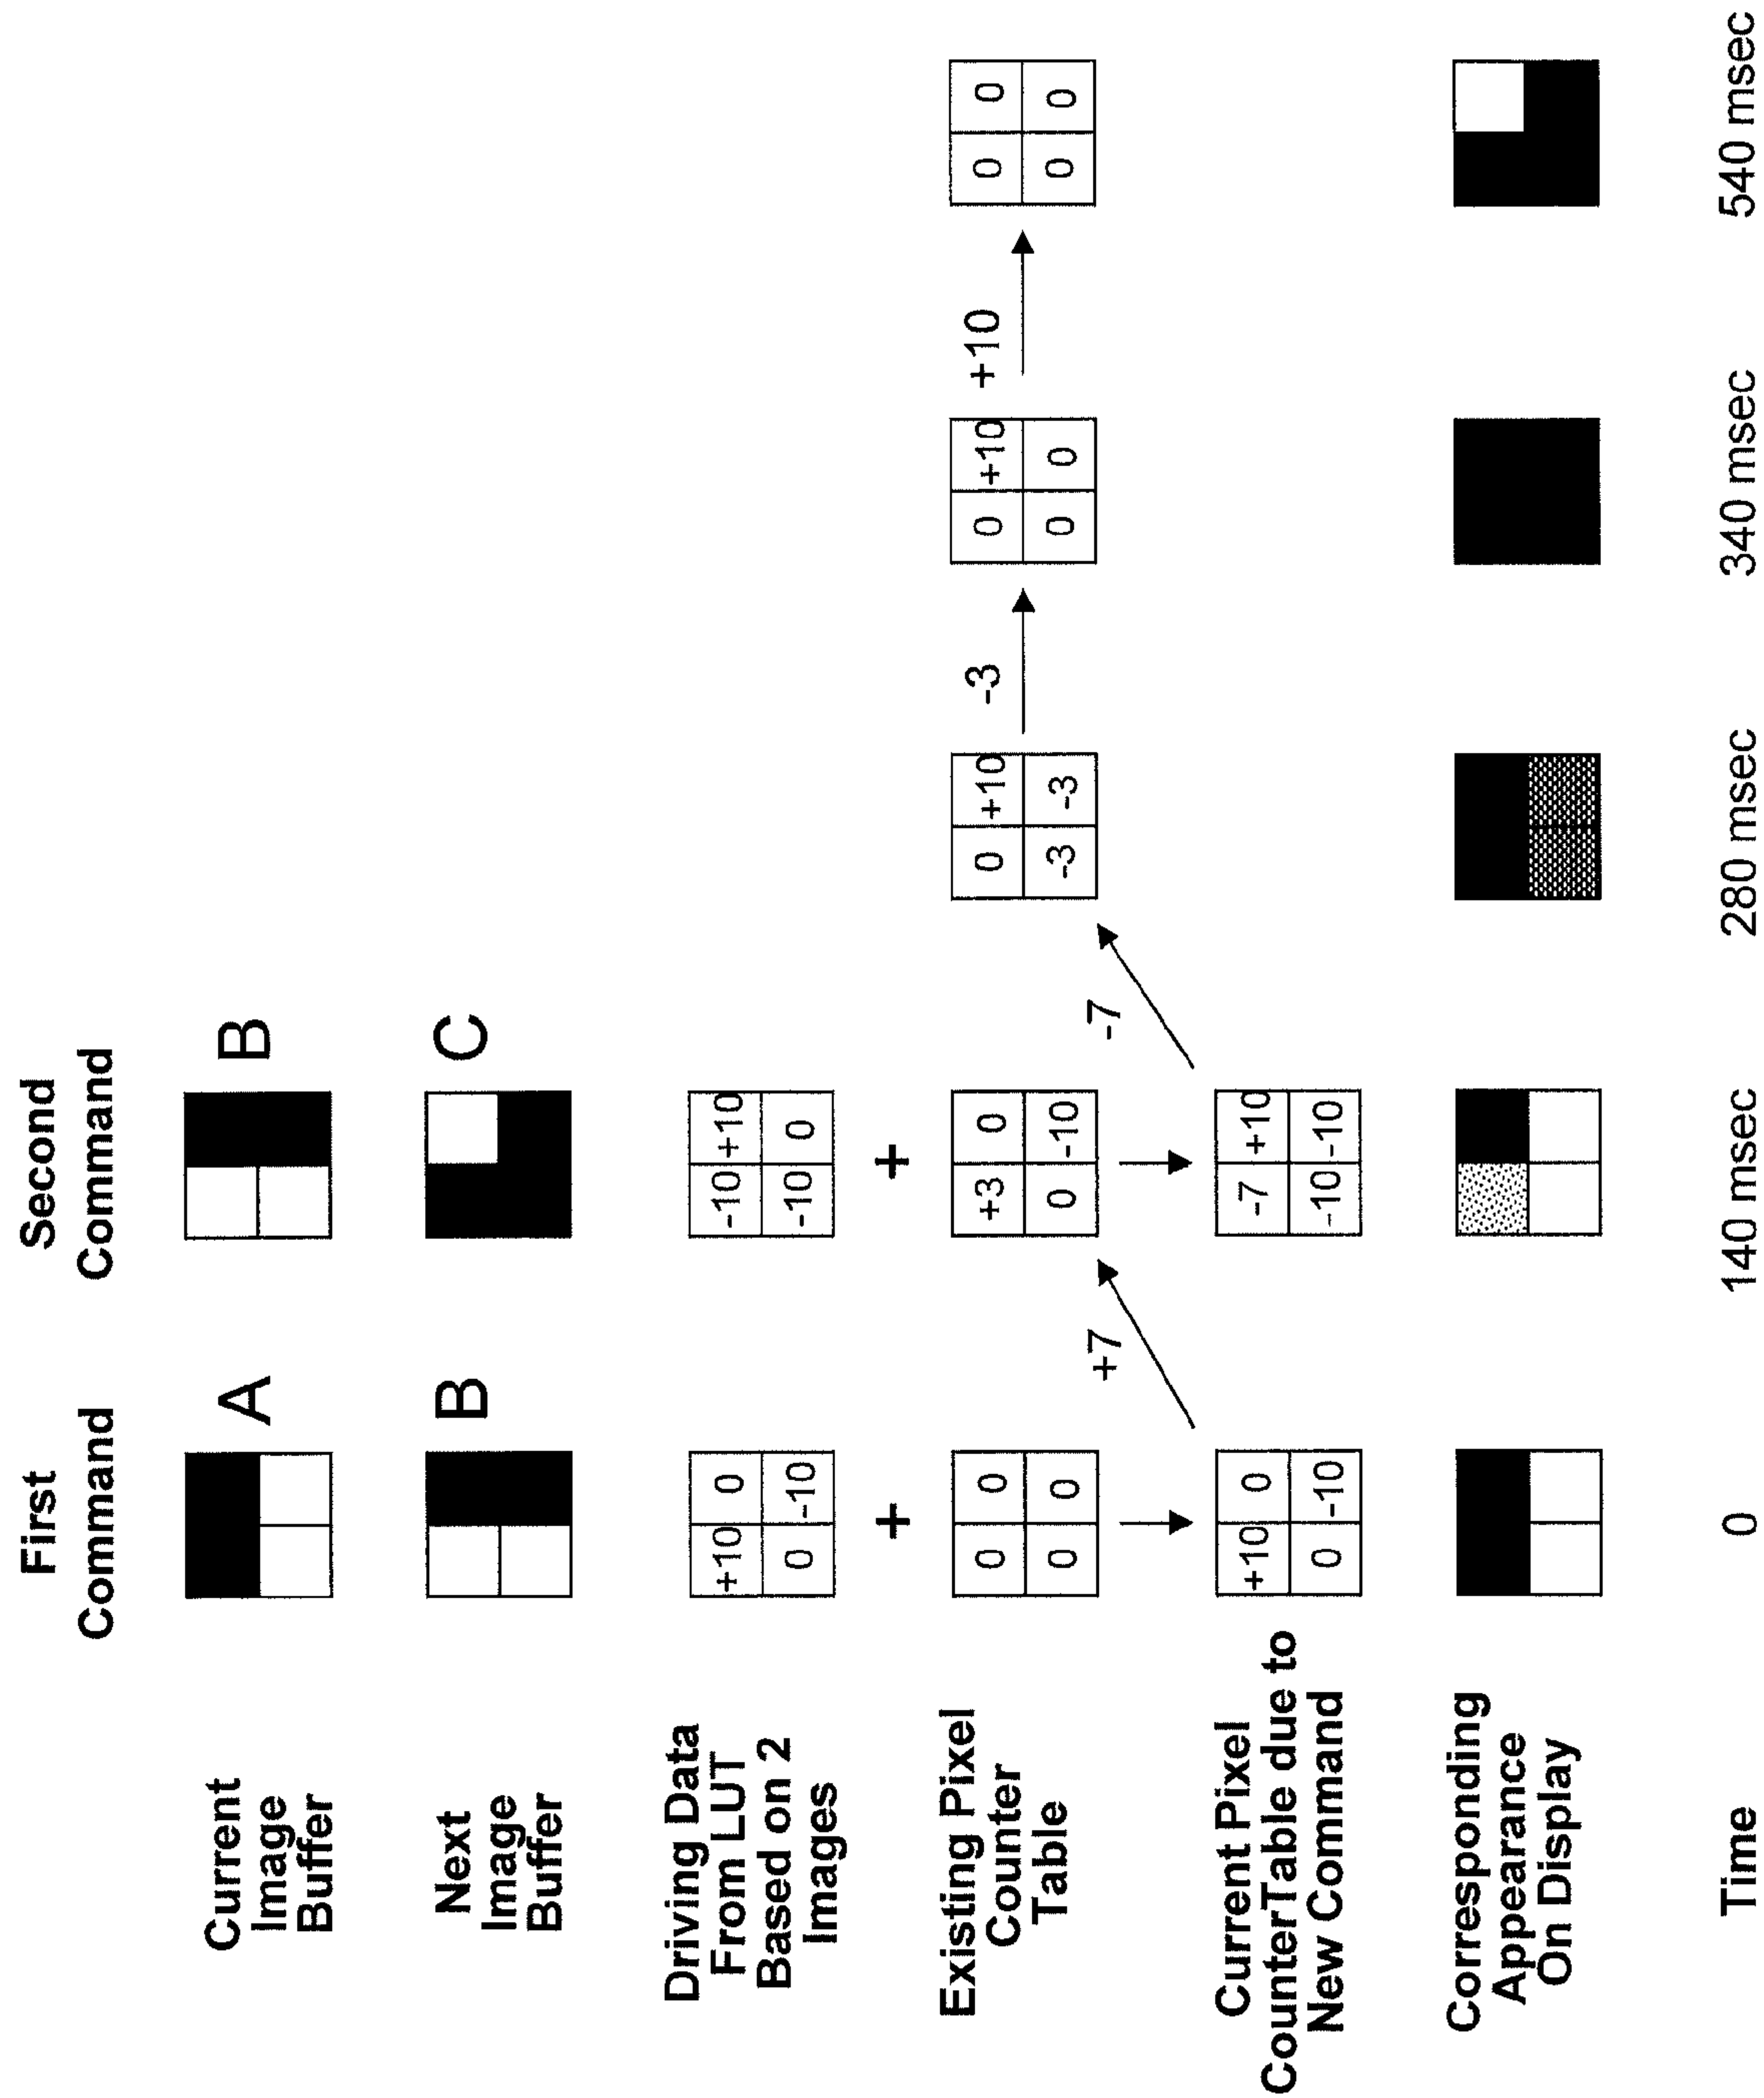 First
Command
Second
Command
Current
Image
Buffer
A
B
Next
Image
Buffer
B
C
Driving Data
From LUT
Based on 2
Images
+10 0
0 -10
-10 +10
-10 0
+
+
Existing Pixel
Counter
Table
0 0
0 0
+3 0
0 -10
0 +10
-3 -3
-3
0 +10
0 0
+10
0 0
0 0
+7
-7
Current Pixel
CounterTable due to
New Command
+10 0
0 -10
-7 +10
-10 -10
Corresponding
Appearance
On Display
Time
0
140 msec
280 msec
340 msec
540 msec